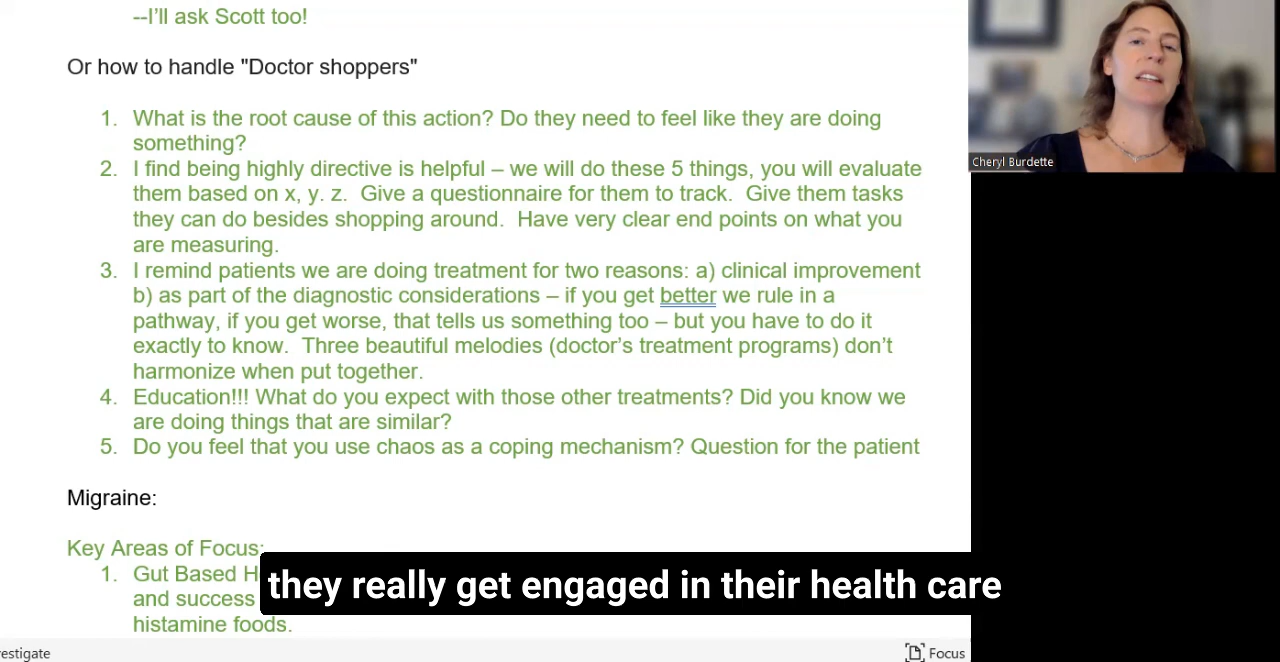 --I'll ask Scott too!
Or how to handle "Doctor shoppers"
1. What is the root cause of this action? Do they need to feel like they are doing
something?
2. I find being highly directive is helpful – we will do these 5 things, you will evaluate
them based on x, y. z.  Give a questionnaire for them to track.  Give them tasks
they can do besides shopping around.  Have very clear end points on what you
are measuring.
3. I remind patients we are doing treatment for two reasons: a) clinical improvement
b) as part of the diagnostic considerations – if you get better we rule in a
pathway, if you get worse, that tells us something too – but you have to do it
exactly to know.  Three beautiful melodies (doctor's treatment programs) don't
harmonize when put together.
4. Education!!! What do you expect with those other treatments? Did you know we
are doing things that are similar?
5. Do you feel that you use chaos as a coping mechanism? Question for the patient
Migraine:
Key Areas of Focus:
1. Gut Based H
and success
histamine foods.
they really get engaged in their health care
estigate
Focus
Cheryl Burdette